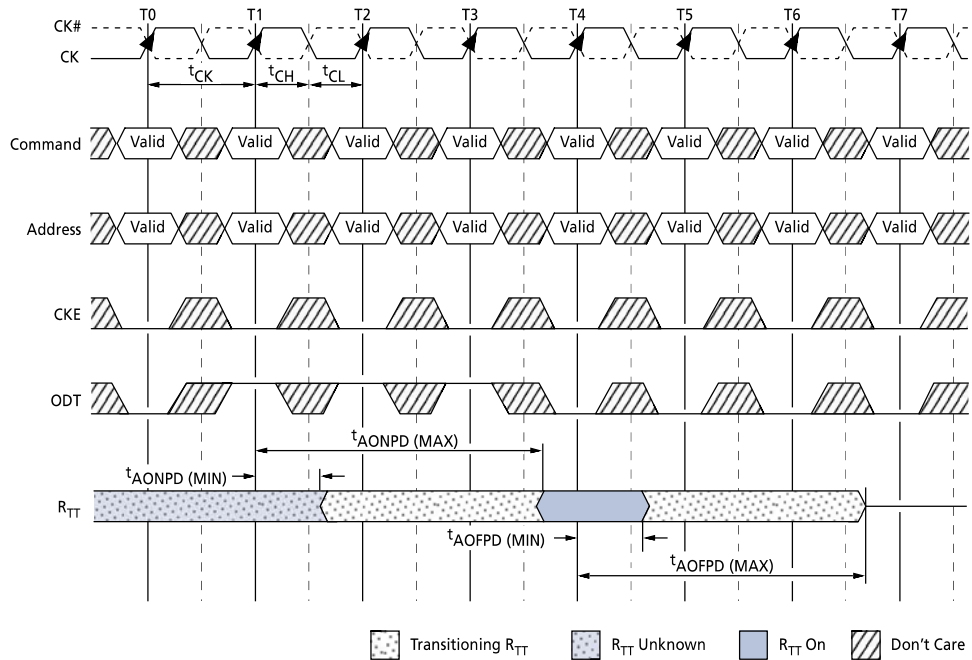 T0 T1 T2 T3 T4 T5 T6 T7
CK#
CK
tCK tCH tCL
Command Valid Valid Valid Valid Valid Valid Valid Valid
Address Valid Valid Valid Valid Valid Valid Valid Valid
CKE
ODT
tAONPD (MAX)
tAONPD (MIN)
RTT
tAOFPD (MIN)
tAOFPD (MAX)
Transitioning RTT RTT Unknown RTT On Don't Care